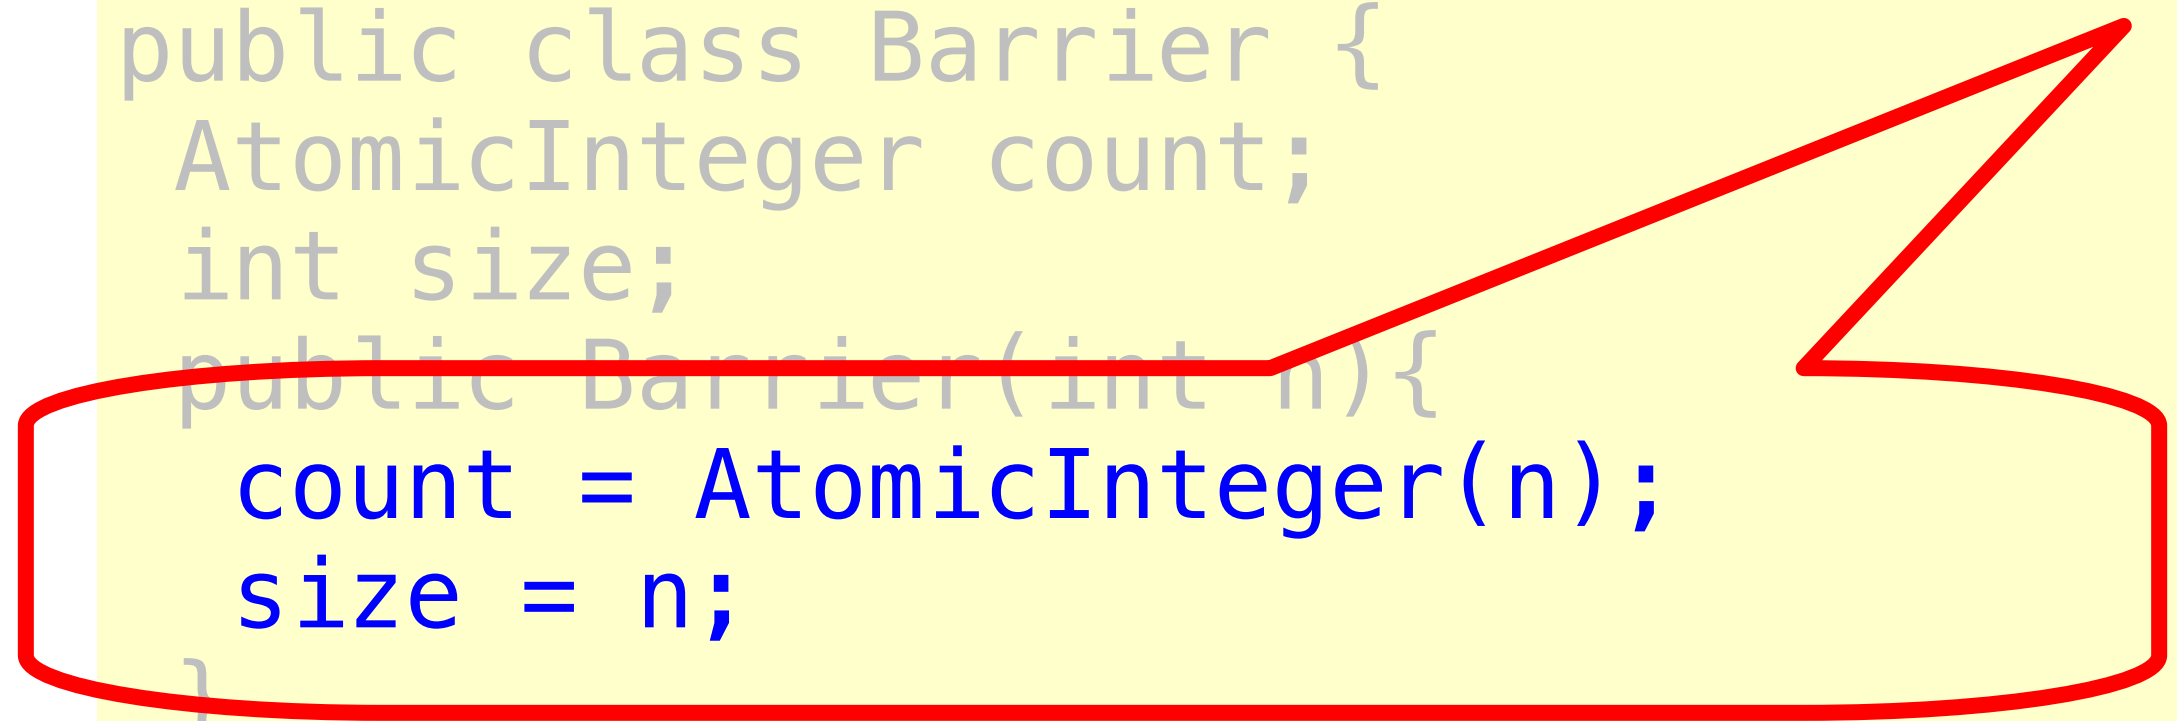 public class Barrier {
AtomicInteger count;
int size;
public Barrier(int n){
count = AtomicInteger(n);
size = n;
}